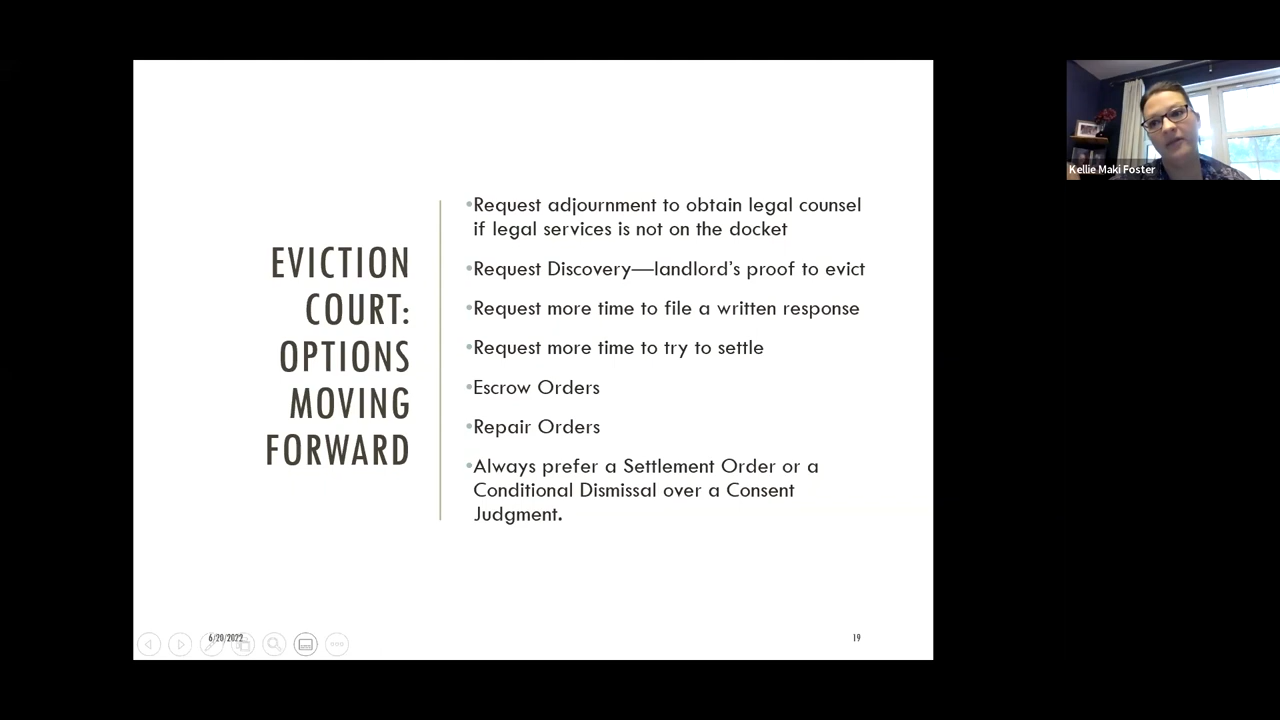 EVICTION
COURT:
OPTIONS
MOVING
FORWARD
•Request adjournment to obtain legal counsel
if legal services is not on the docket
•Request Discovery—landlord’s proof to evict
•Request more time to file a written response
•Request more time to try to settle
•Escrow Orders
•Repair Orders
•Always prefer a Settlement Order or a
Conditional Dismissal over a Consent
Judgment.
6/20/2022
19
Kellie Maki Foster